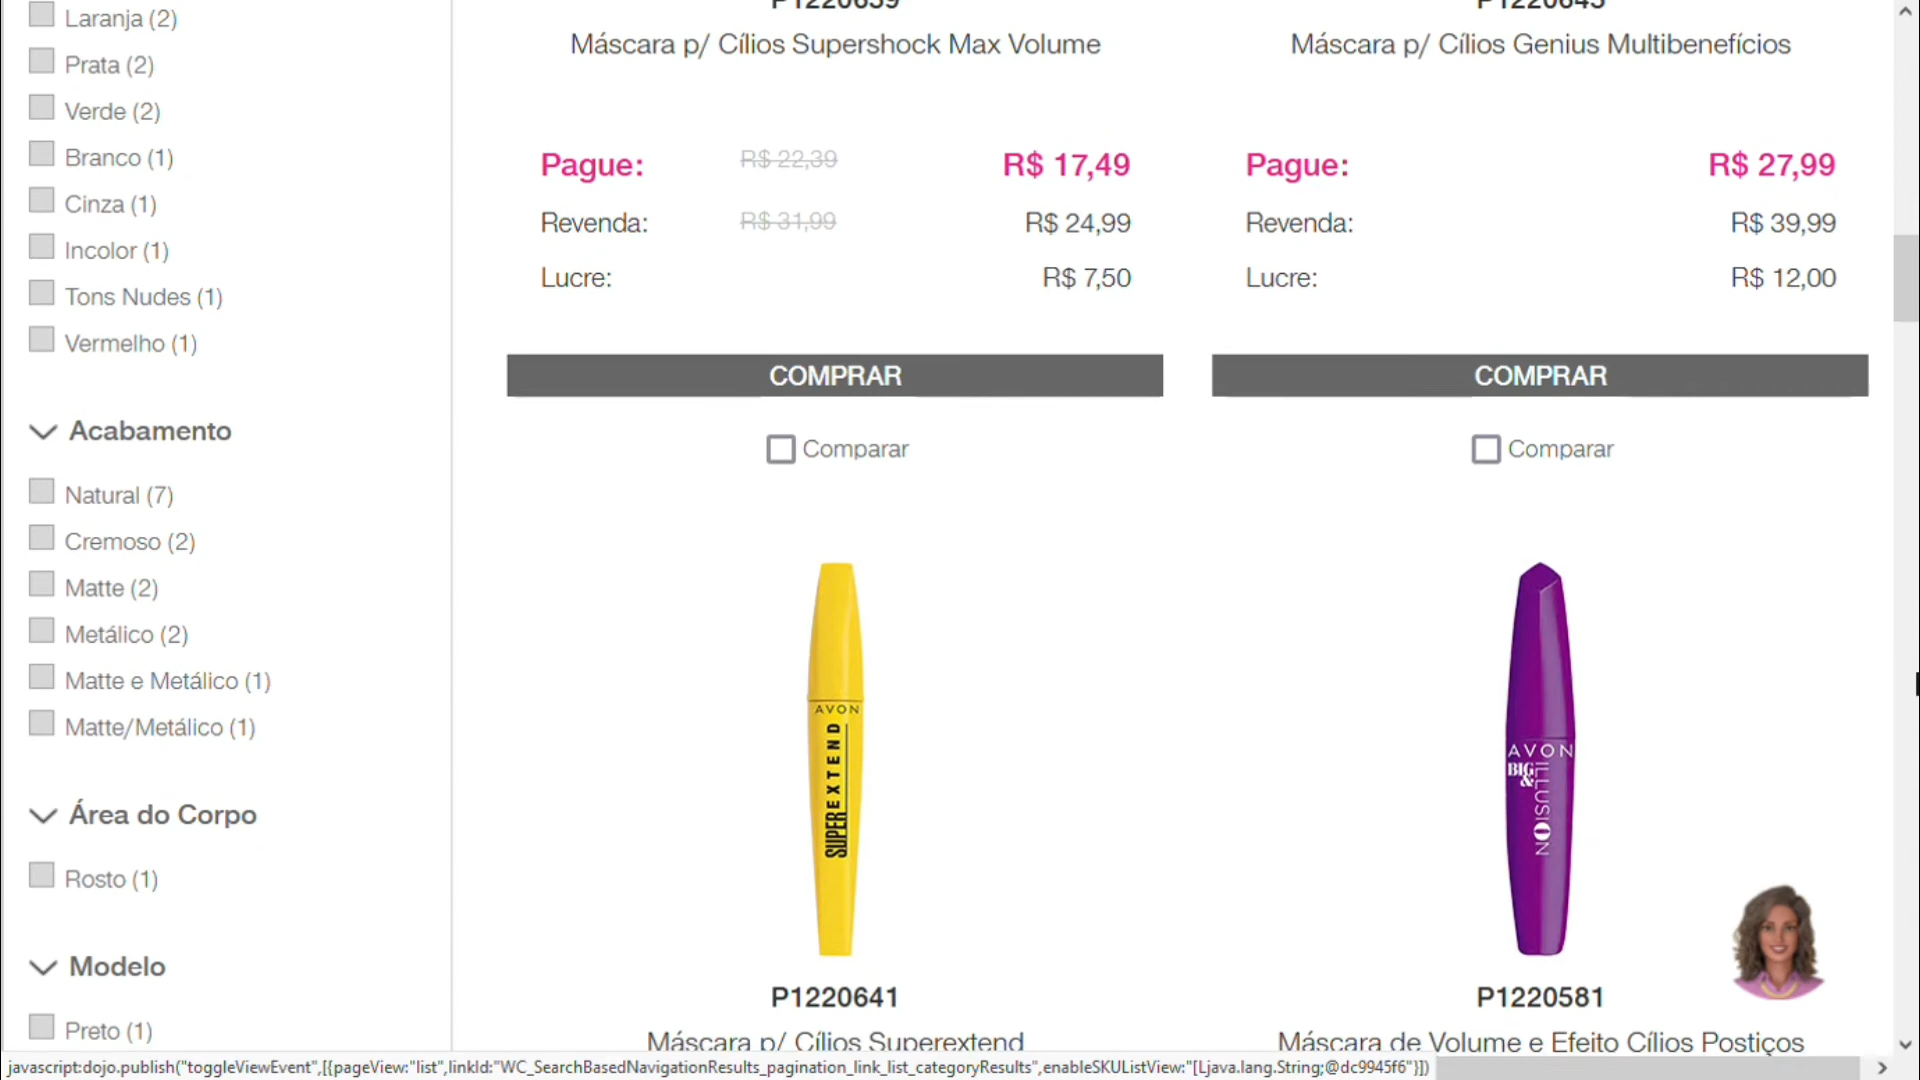 Laranja (2)
Prata (2)
Verde (2)
Branco (1)
Cinza (1)
Incolor (1)
Tons Nudes (1)
Vermelho (1)
Acabamento
Natural (7)
Cremoso (2)
Matte (2)
Metálico (2)
Matte e Metálico (1)
Matte/Metálico (1)
Área do Corpo
Rosto (1)
Modelo
Preto (1)
Máscara p/ Cílios Supershock Max Volume
Pague: R$ 22,39 R$ 17,49
Revenda: R$ 31,99 R$ 24,99
Lucre: R$ 7,50
COMPRAR
Comparar
Máscara p/ Cílios Genius Multibenefícios
Pague: R$ 27,99
Revenda: R$ 39,99
Lucre: R$ 12,00
COMPRAR
Comparar
AVON
SUPEREXTEND
P1220641
Máscara p/ Cílios Superextend
AVON
BIG
&
ILLUSION
P1220581
Máscara de Volume e Efeito Cílios Postiços
javascript:dojo.publish("toggleViewEvent",[{pageView:"list",linkId:"WC_SearchBasedNavigationResults_pagination_link_list_categoryResults",enableSKUListView:"[Ljava.lang.String;@dc9945f6"}])